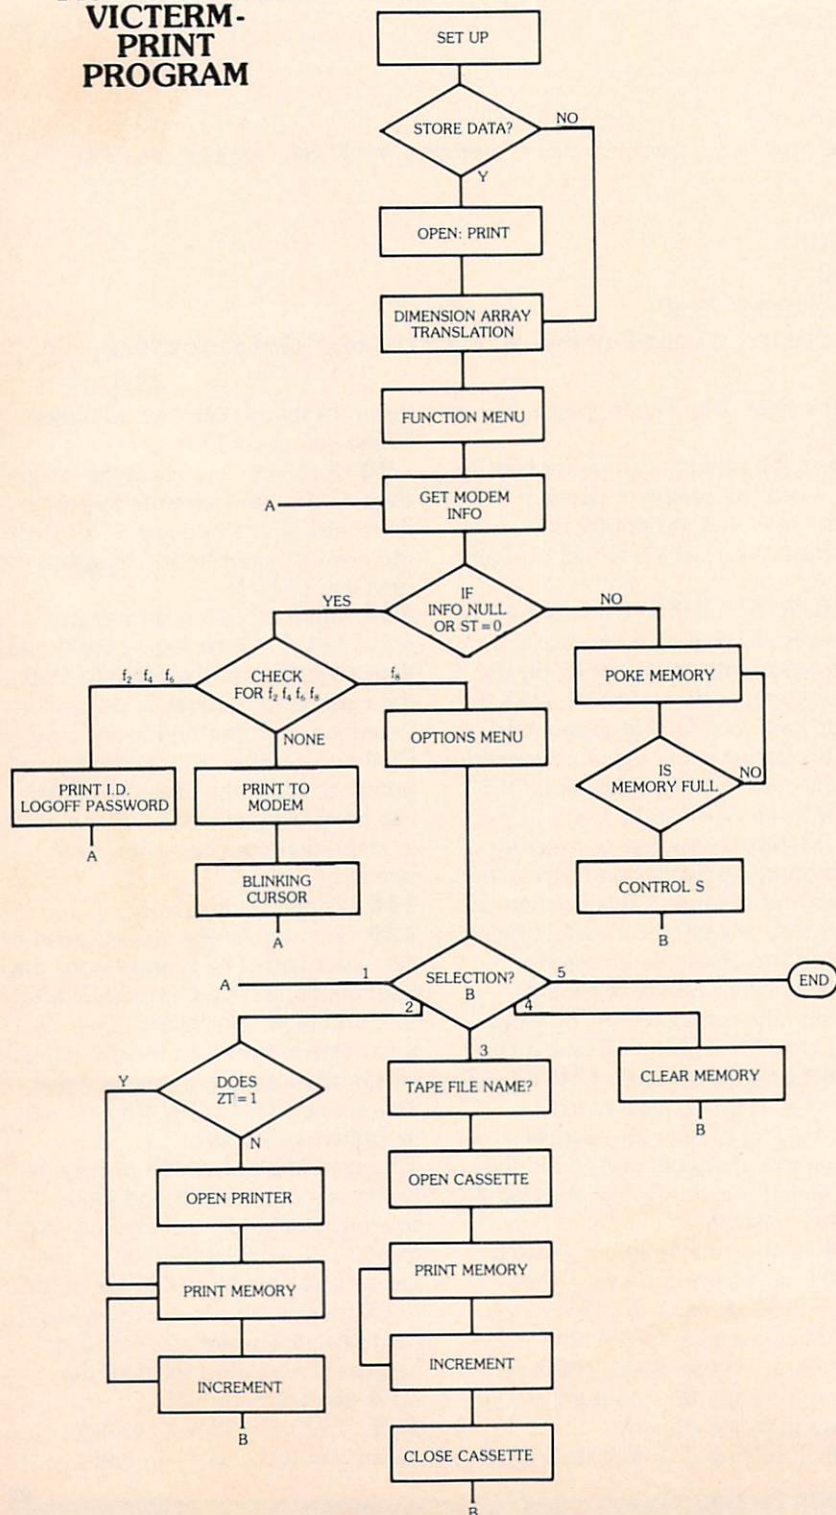 VICTERM-
PRINT
PROGRAM
SET UP
STORE DATA?
NO
Y
OPEN: PRINT
DIMENSION ARRAY
TRANSLATION
FUNCTION MENU
A
GET MODEM
INFO
YES
IF
INFO NULL
OR ST=0
NO
f₂ f₄ f₆
CHECK
FOR f₂ f₄ f₆ f₈
f₈
POKE MEMORY
OPTIONS MENU
NONE
PRINT I.D.
LOGOFF PASSWORD
PRINT TO
MODEM
IS
MEMORY FULL
NO
A
BLINKING
CURSOR
CONTROL S
A
B
A
1
SELECTION?
B
5
END
2
4
3
Y
DOES
ZT=1
N
TAPE FILE NAME?
CLEAR MEMORY
B
OPEN PRINTER
OPEN CASSETTE
PRINT MEMORY
PRINT MEMORY
INCREMENT
INCREMENT
B
CLOSE CASSETTE
B